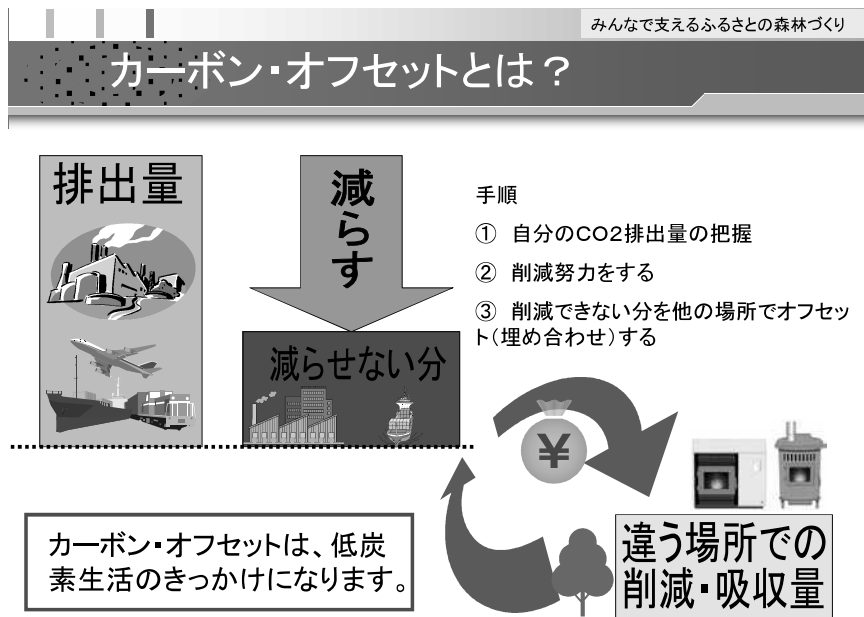 みんなで支えるふるさとの森林づくり
カーボン・オフセットとは？
排出量
減らす
手順
① 自分のCO2排出量の把握
② 削減努力をする
③ 削減できない分を他の場所でオフセッ
ト(埋め合わせ)する
減らせない分
¥
カーボン・オフセットは、低炭
素生活のきっかけになります。
違う場所での
削減・吸収量